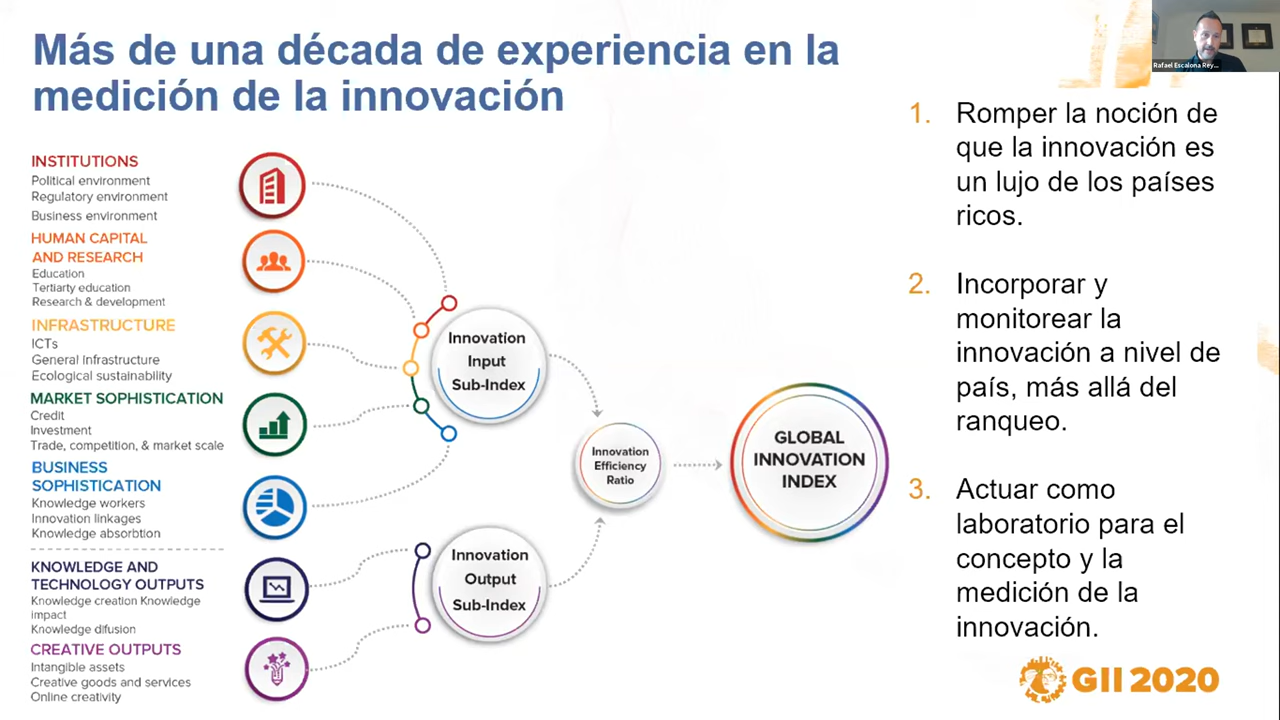 Más de una década de experiencia en la
medición de la innovación
Rafael Escalona Rey...
INSTITUTIONS
Political environment
Regulatory environment
Business environment
HUMAN CAPITAL
AND RESEARCH
Education
Tertiarty education
Research & development
INFRASTRUCTURE
ICTs
General Infrastructure
Ecological sustainability
MARKET SOPHISTICATION
Credit
Investment
Trade, competition, & market scale
BUSINESS
SOPHISTICATION
Knowledge workers
Innovation linkages
Knowledge absorbtion
KNOWLEDGE AND
TECHNOLOGY OUTPUTS
Knowledge creation Knowledge
impact
Knowledge difusion
CREATIVE OUTPUTS
Intangible assets
Creative goods and services
Online creativity
Innovation
Input
Sub-Index
Innovation
Output
Sub-Index
Innovation
Efficiency
Ratio
GLOBAL
INNOVATION
INDEX
1. Romper la noción de
que la innovación es
un lujo de los países
ricos.
2. Incorporar y
monitorear la
innovación a nivel de
país, más allá del
ranqueo.
3. Actuar como
laboratorio para el
concepto y la
medición de la
innovación.
GII 2020